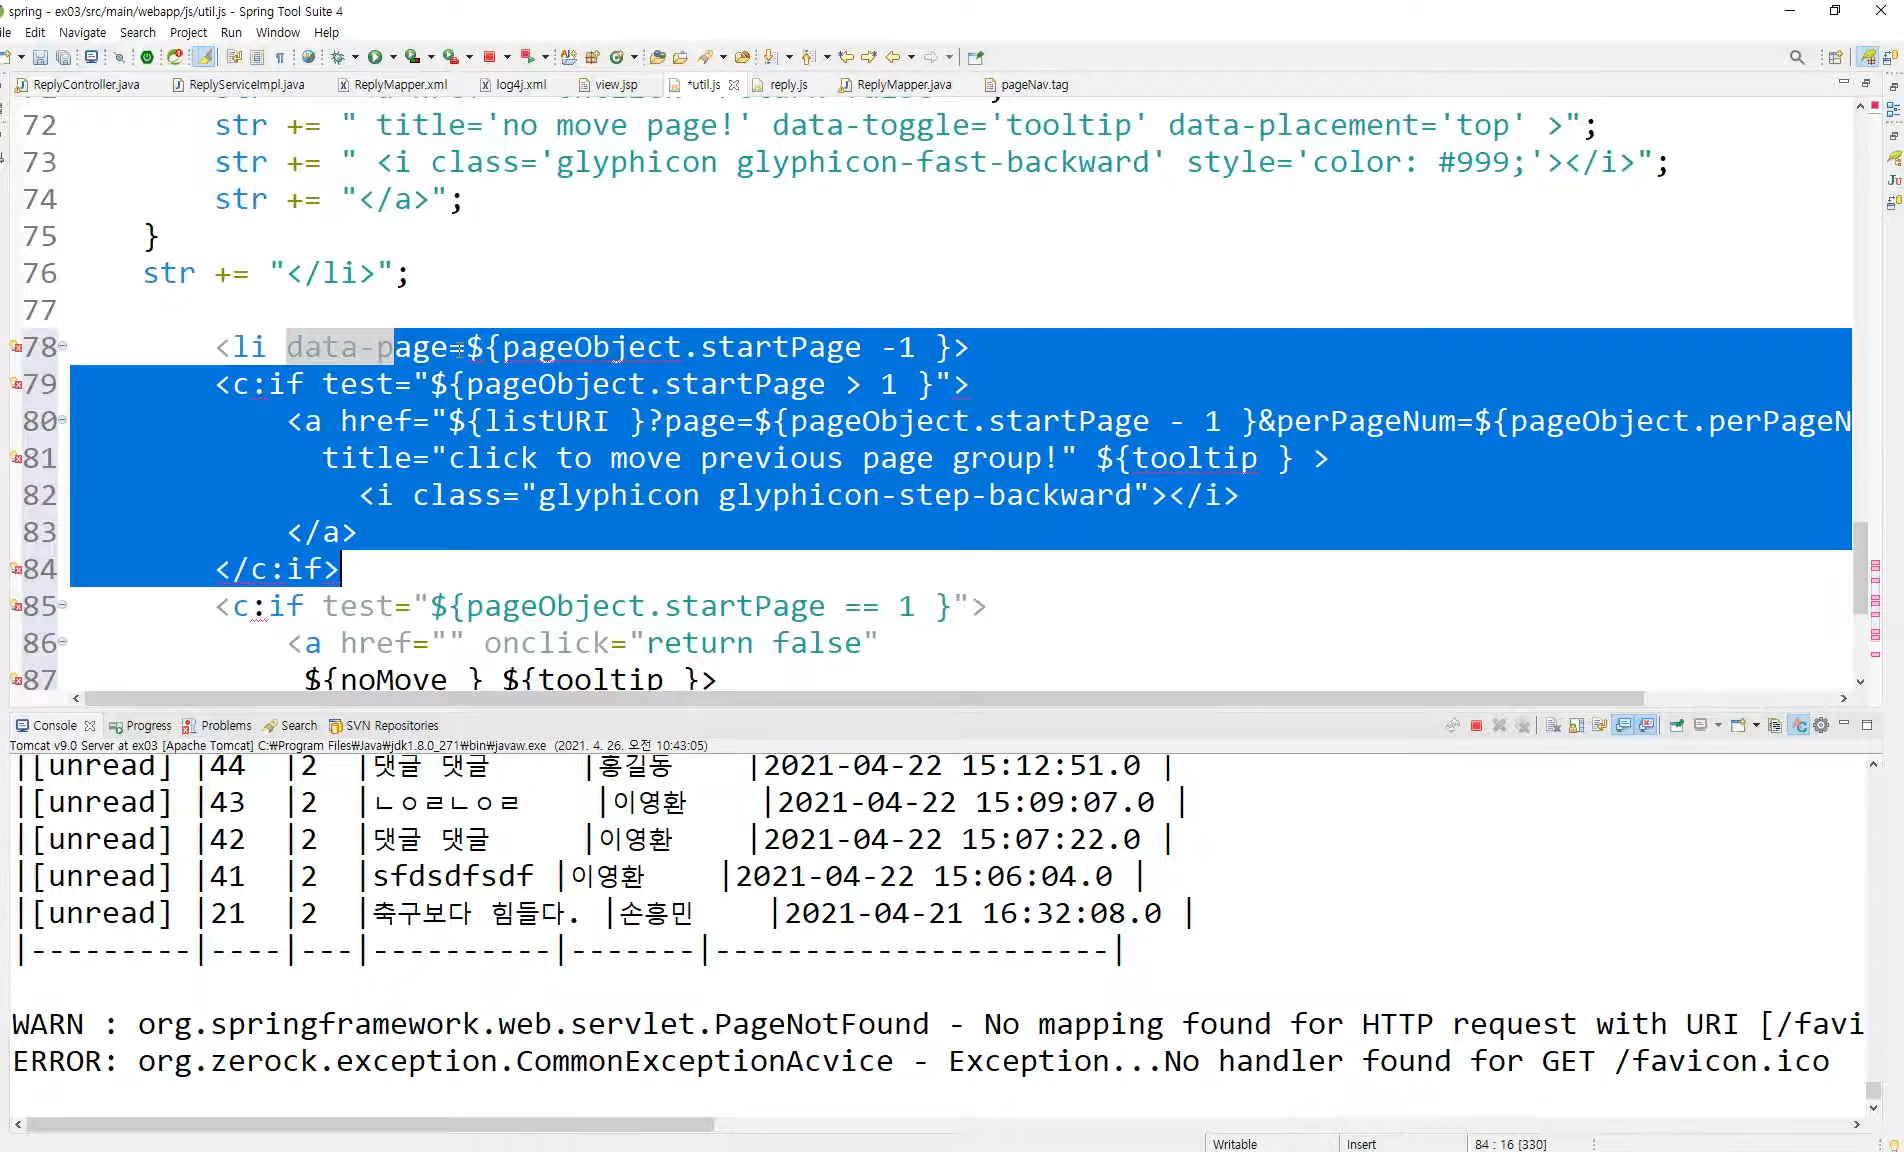 spring - ex03/src/main/webapp/js/util.js - Spring Tool Suite 4
ile Edit Navigate Search Project Run Window Help
ReplyController.java ReplyServiceImpl.java ReplyMapper.xml log4j.xml view.jsp *util.js reply.js ReplyMapper.java pageNav.tag
72 str += " title='no move page!' data-toggle='tooltip' data-placement='top' >";
73 str += " <i class='glyphicon glyphicon-fast-backward' style='color: #999;'></i>";
74 str += "</a>";
75 }
76 str += "</li>";
77
78 <li data-page=${pageObject.startPage -1 }>
79 <c:if test="${pageObject.startPage > 1 }">
80 <a href="${listURI }?page=${pageObject.startPage - 1 }&perPageNum=${pageObject.perPageN
81 title="click to move previous page group!" ${tooltip } >
82 <i class="glyphicon glyphicon-step-backward"></i>
83 </a>
84 </c:if>
85 <c:if test="${pageObject.startPage == 1 }">
86 <a href="" onclick="return false"
87 ${noMove } ${tooltip }>
Console Progress Problems Search SVN Repositories
Tomcat v9.0 Server at ex03 [Apache Tomcat] C:₩Program Files₩Java₩jdk1.8.0_271₩bin₩javaw.exe (2021. 4. 26. 오전 10:43:05)
|[unread] |44 |2 |댓글 댓글 |홍길동 |2021-04-22 15:12:51.0 |
|[unread] |43 |2 |ㄴㅇㄹㄴㅇㄹ |이영환 |2021-04-22 15:09:07.0 |
|[unread] |42 |2 |댓글 댓글 |이영환 |2021-04-22 15:07:22.0 |
|[unread] |41 |2 |sfdsdfsdf |이영환 |2021-04-22 15:06:04.0 |
|[unread] |21 |2 |축구보다 힘들다. |손흥민 |2021-04-21 16:32:08.0 |
|---------|----|---|----------|-------|----------------------|
WARN : org.springframework.web.servlet.PageNotFound - No mapping found for HTTP request with URI [/favi
ERROR: org.zerock.exception.CommonExceptionAcvice - Exception...No handler found for GET /favicon.ico
Writable Insert 84 : 16 [330]